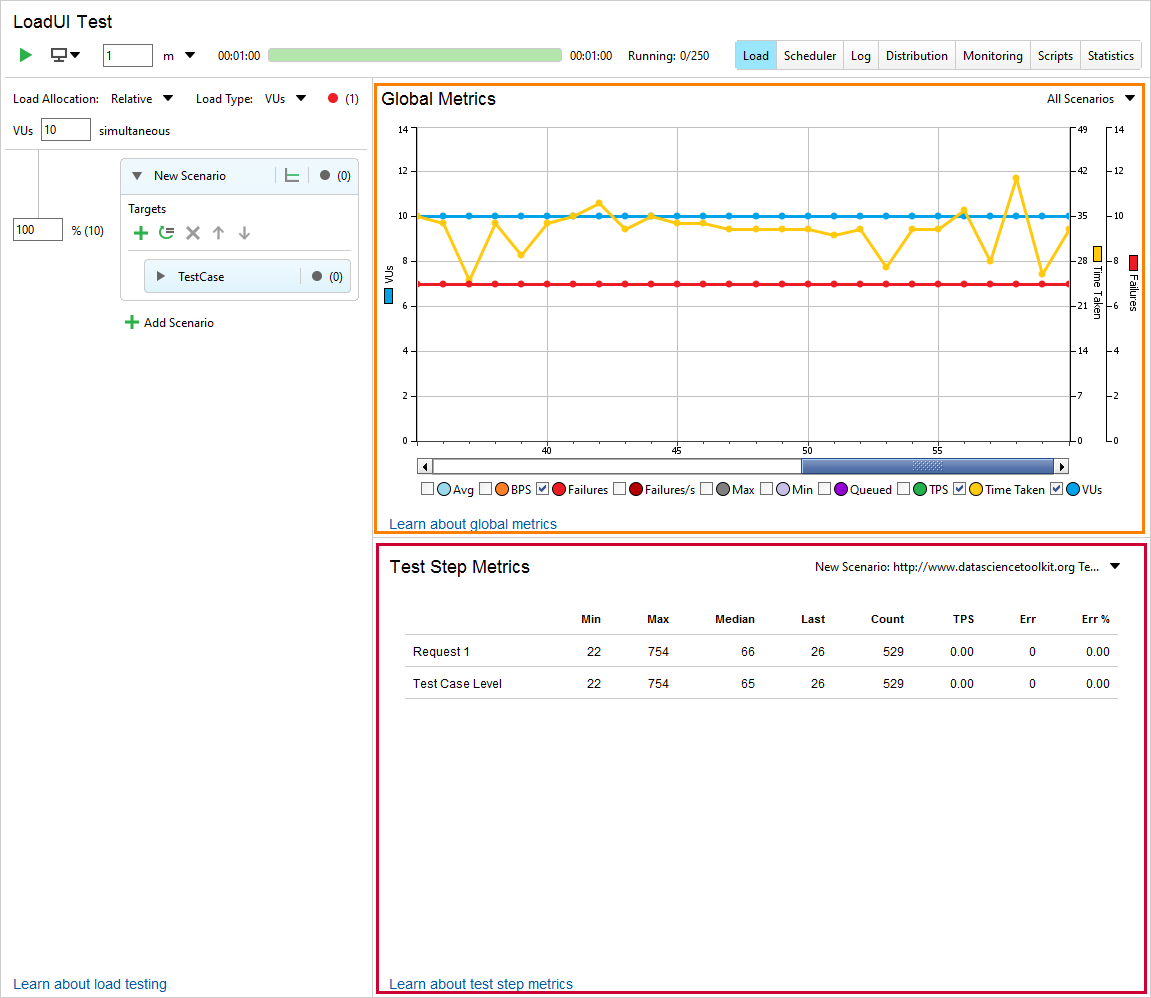 LoadUI Test
1 m 00:01:00 00:01:00 Running: 0/250 Load Scheduler Log Distribution Monitoring Scripts Statistics
Load Allocation: Relative Load Type: VUs (1)
VUs 10 simultaneous
New Scenario (0)
Targets
100 % (10)
TestCase (0)
Add Scenario
Learn about load testing
Global Metrics All Scenarios
14 49 14
12 42 12
10 35 10
8 28 8
6 21 6
4 14 4
2 7 2
0 0 0
VUs
Time Taken
Failures
40 45 50 55
Avg BPS Failures Failures/s Max Min Queued TPS Time Taken VUs
Learn about global metrics
Test Step Metrics New Scenario: http://www.datasciencetoolkit.org Te...
Min Max Median Last Count TPS Err Err %
Request 1 22 754 66 26 529 0.00 0 0.00
Test Case Level 22 754 65 26 529 0.00 0 0.00
Learn about test step metrics